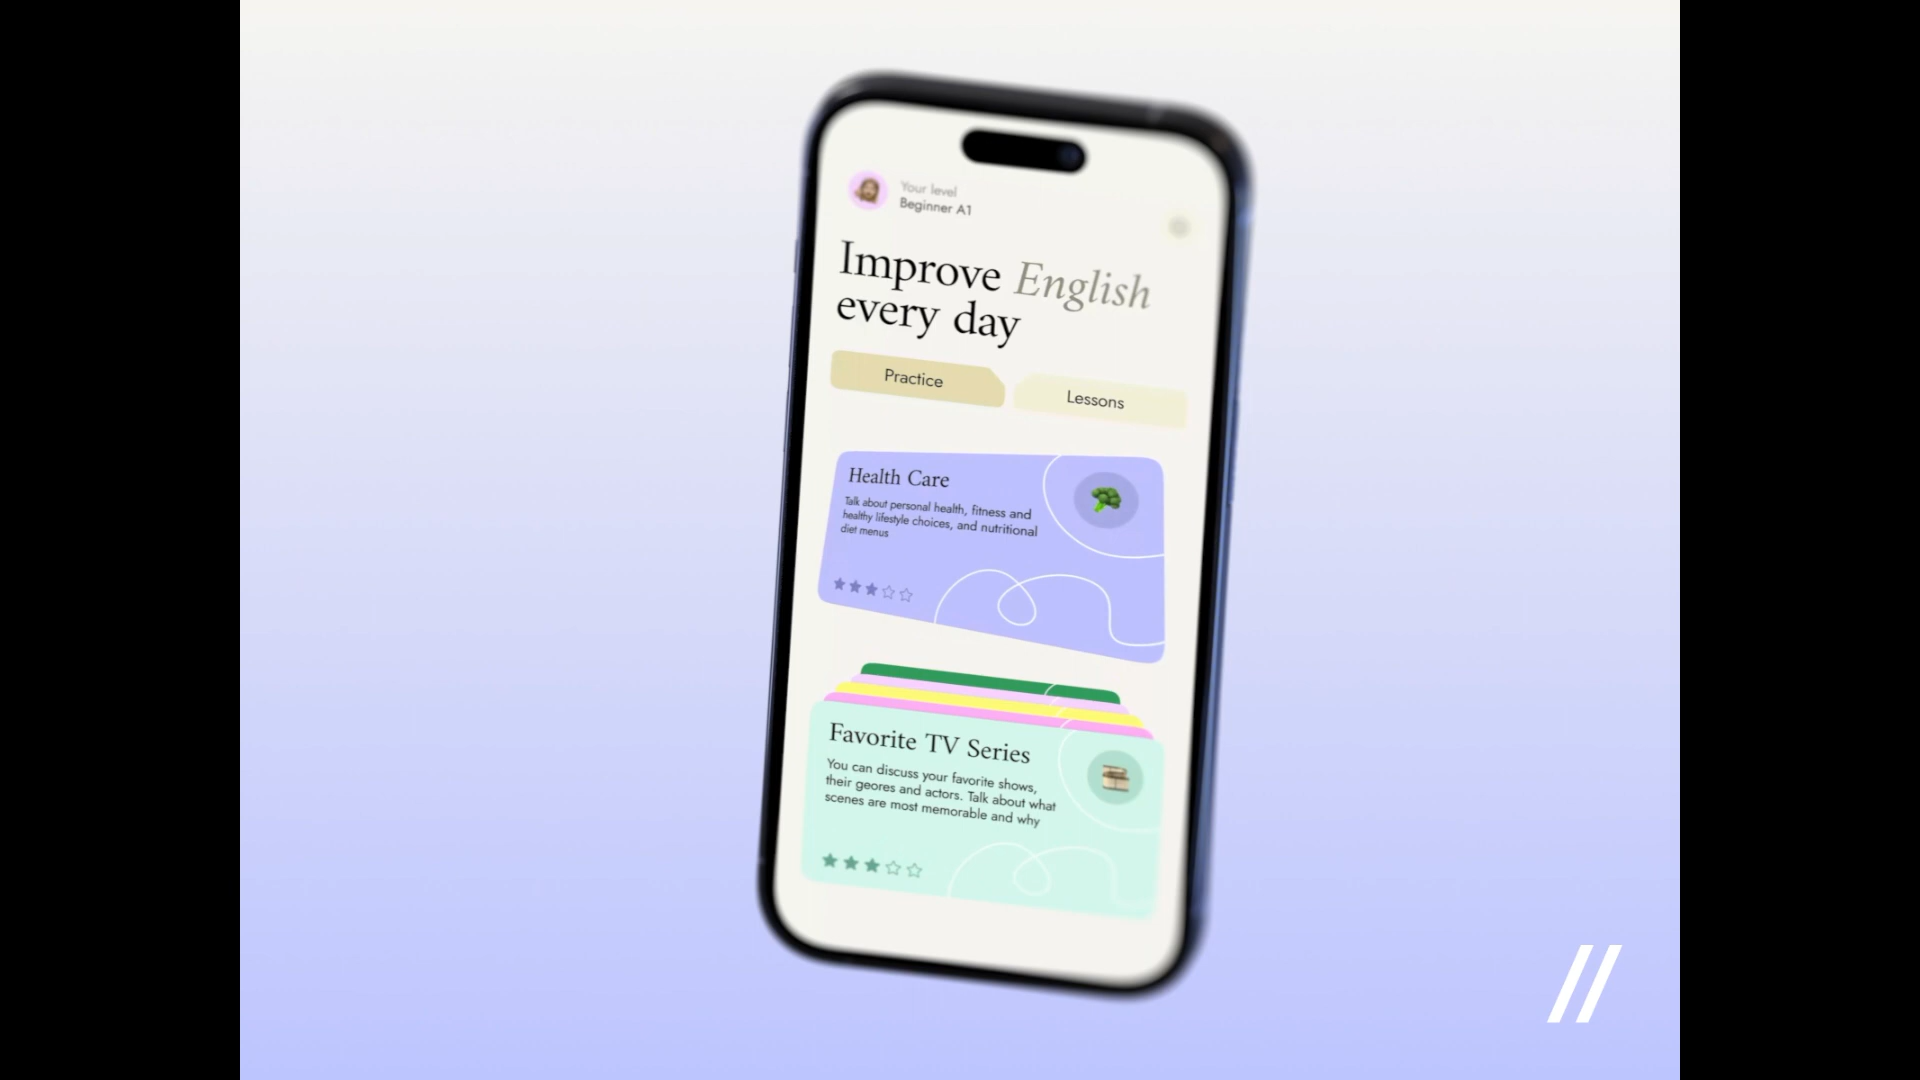 Your level
Beginner A1
Improve English
every day
Practice
Lessons
Health Care
Talk about personal health, fitness and
healthy lifestyle choices, and nutritional
diet menus
Favorite TV Series
You can discuss your favorite shows,
their geores and actors. Talk about what
scenes are most memorable and why